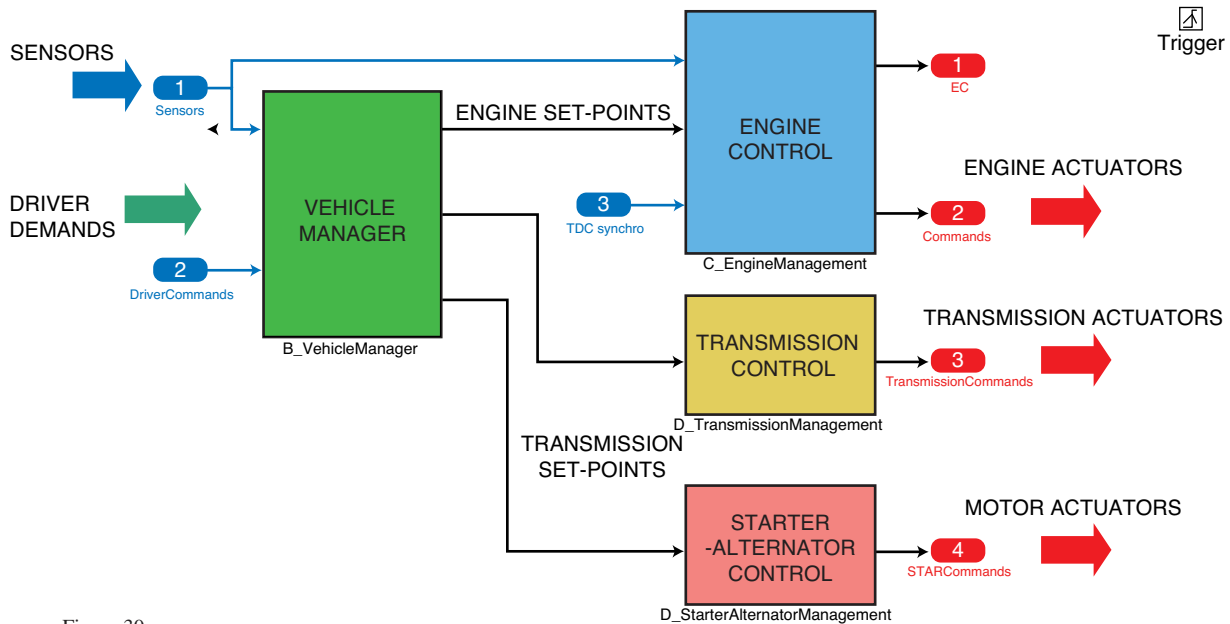 Trigger
SENSORS
1
Sensors
DRIVER
DEMANDS
2
DriverCommands
VEHICLE
MANAGER
B_VehicleManager
ENGINE SET-POINTS
3
TDC synchro
ENGINE
CONTROL
C_EngineManagement
1
EC
ENGINE ACTUATORS
2
Commands
TRANSMISSION
CONTROL
D_TransmissionManagement
TRANSMISSION ACTUATORS
3
TransmissionCommands
TRANSMISSION
SET-POINTS
STARTER
-ALTERNATOR
CONTROL
D_StarterAlternatorManagement
MOTOR ACTUATORS
4
STARCommands